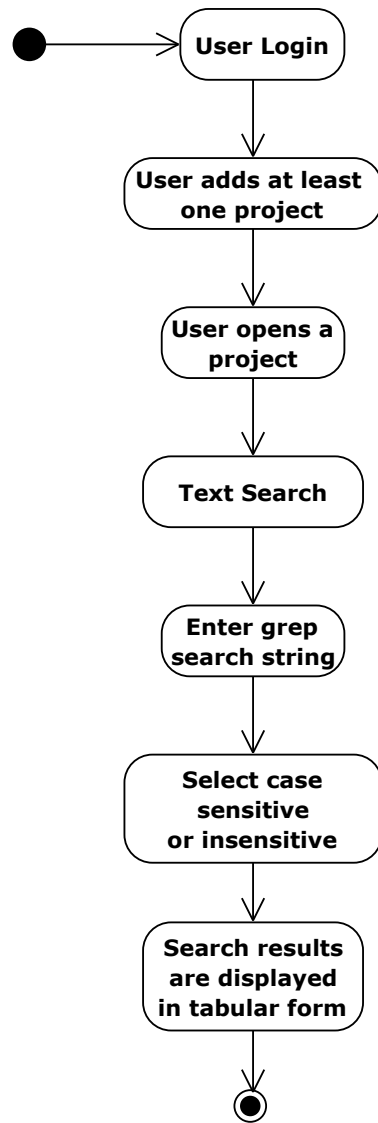 User Login
User adds at least
one project
User opens a
project
Text Search
Enter grep
search string
Select case
sensitive
or insensitive
Search results
are displayed
in tabular form